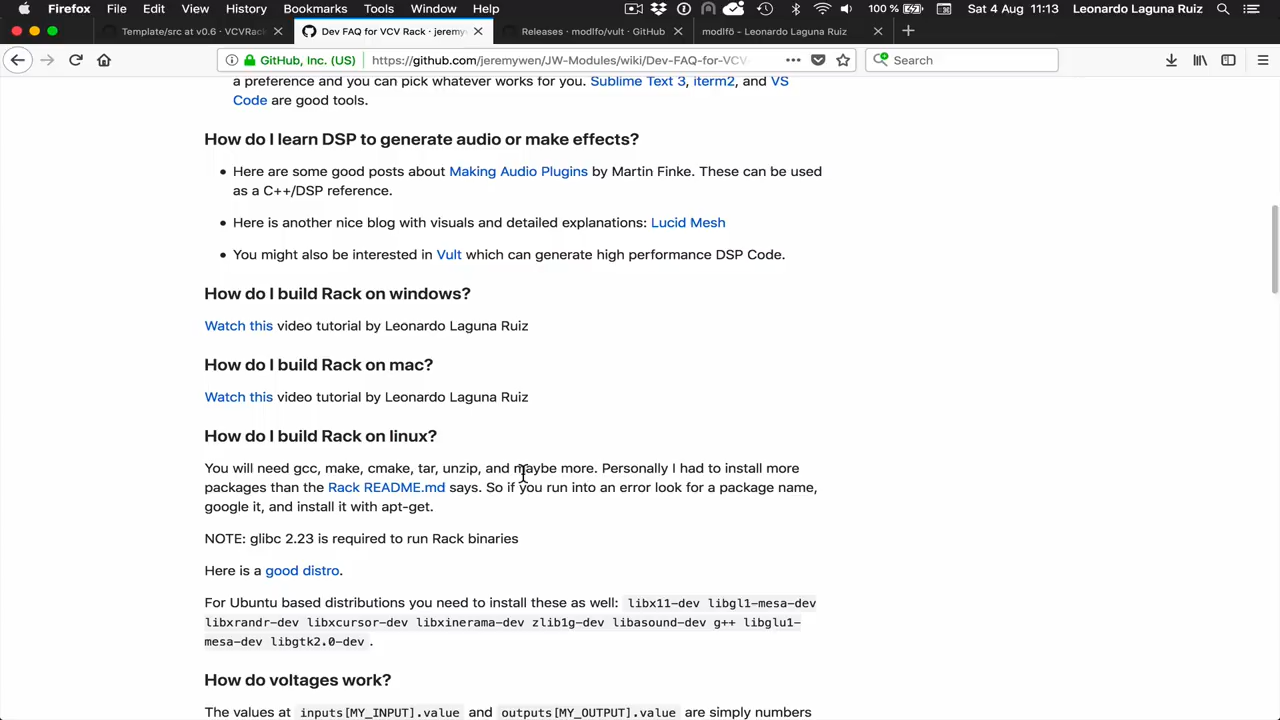 Firefox File Edit View History Bookmarks Tools Window Help 100 % Sat 4 Aug 11:13 Leonardo Laguna Ruiz
Template/src at v0.6 · VCVRack Dev FAQ for VCV Rack · jeremyw Releases · modlfo/vult · GitHub modlfö - Leonardo Laguna Ruiz
GitHub, Inc. (US) https://github.com/jeremywen/JW-Modules/wiki/Dev-FAQ-for-VCV- Search
a preference and you can pick whatever works for you. Sublime Text 3, iterm2, and VS
Code are good tools.
How do I learn DSP to generate audio or make effects?
Here are some good posts about Making Audio Plugins by Martin Finke. These can be used
as a C++/DSP reference.
Here is another nice blog with visuals and detailed explanations: Lucid Mesh
You might also be interested in Vult which can generate high performance DSP Code.
How do I build Rack on windows?
Watch this video tutorial by Leonardo Laguna Ruiz
How do I build Rack on mac?
Watch this video tutorial by Leonardo Laguna Ruiz
How do I build Rack on linux?
You will need gcc, make, cmake, tar, unzip, and maybe more. Personally I had to install more
packages than the Rack README.md says. So if you run into an error look for a package name,
google it, and install it with apt-get.
NOTE: glibc 2.23 is required to run Rack binaries
Here is a good distro.
For Ubuntu based distributions you need to install these as well: libx11-dev libgl1-mesa-dev
libxrandr-dev libxcursor-dev libxinerama-dev zlib1g-dev libasound-dev g++ libglu1-
mesa-dev libgtk2.0-dev .
How do voltages work?
The values at inputs[MY_INPUT].value and outputs[MY_OUTPUT].value are simply numbers